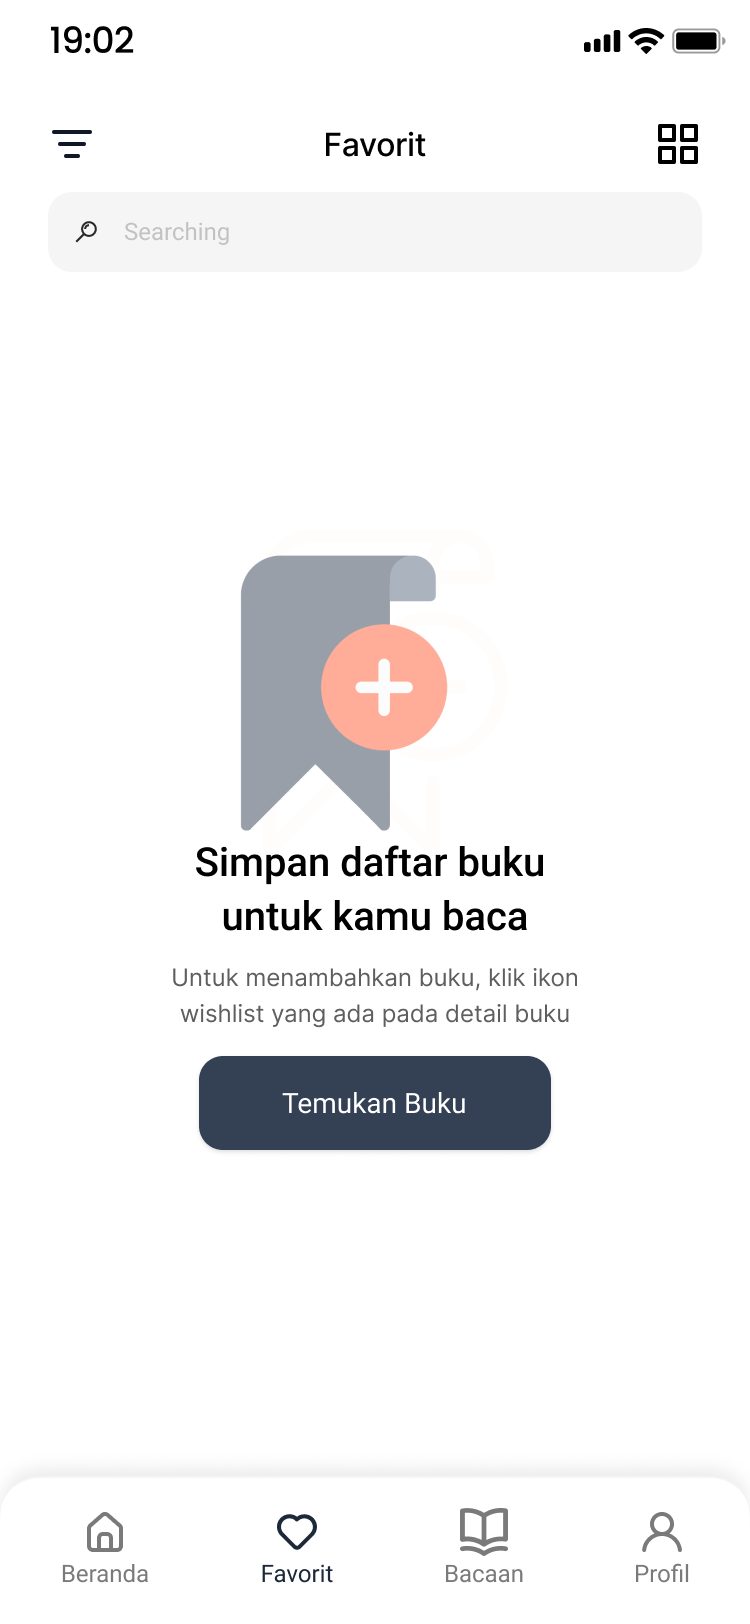 19:02
Favorit
Searching
Simpan daftar buku
untuk kamu baca
Untuk menambahkan buku, klik ikon
wishlist yang ada pada detail buku
Temukan Buku
Beranda
Favorit
Bacaan
Profil